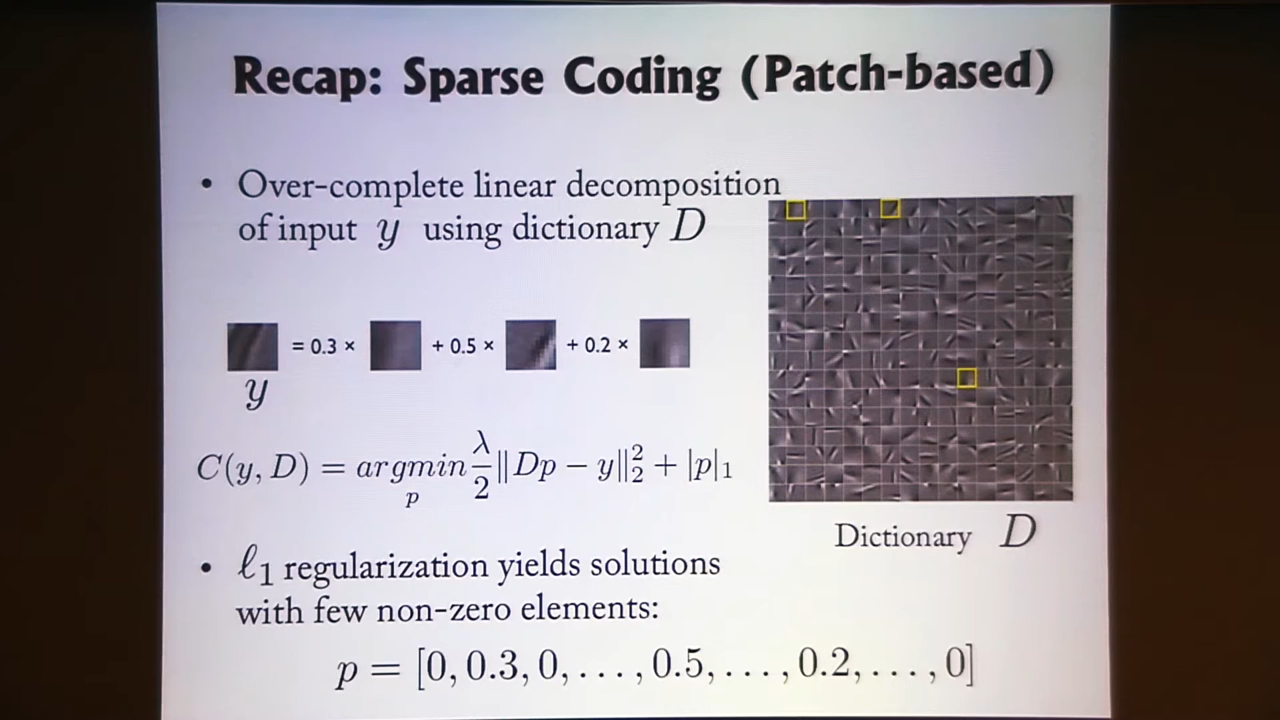 Recap: Sparse Coding (Patch-based)
• Over-complete linear decomposition
of input y using dictionary D
= 0.3 × + 0.5 × + 0.2 ×
y
C(y, D) = argmin λ/2 ‖Dp − y‖₂² + |p|₁
p
Dictionary D
• ℓ₁ regularization yields solutions
with few non-zero elements:
p = [0, 0.3, 0, . . . , 0.5, . . . , 0.2, . . . , 0]